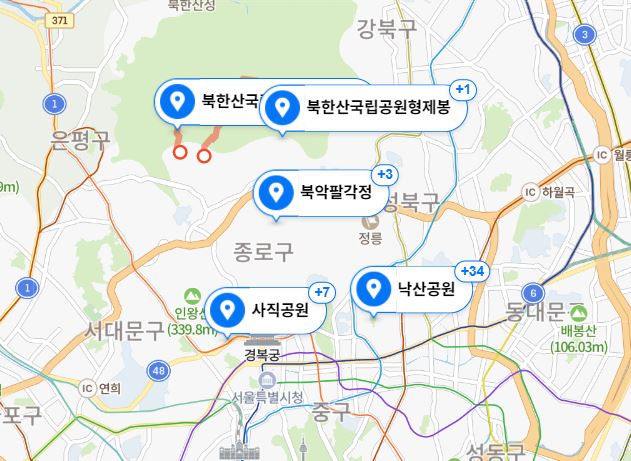 북한산성
371
강북구
3
1
+1
북한산국
북한산국립공원형제봉
은평구
IC
월릉
+3
북악팔각정
성북구
IC 하월곡
정릉
종로구
1
+34
낙산공원
+7
사직공원
인왕산
(339.8m)
6
동대문구
서대문구
배봉산
(106.03m)
경복궁
48
IC 연희
서울특별시청
중구
포구
성동구